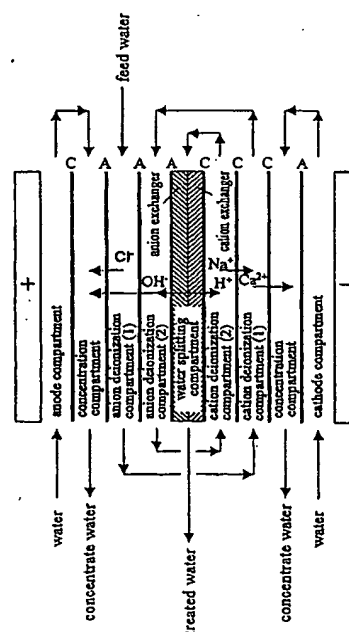 feed water
C A A A C C C A
+
−
anode compartment
concentration
compartment
anion deionization
compartment (1)
anion deionization
compartment (2)
water splitting
compartment
cation deionization
compartment (2)
cation deionization
compartment (1)
concentration
compartment
cathode compartment
anion exchanger
cation exchanger
Cl⁻
OH⁻
Na⁺
H⁺
Ca²⁺
water
concentrate water
treated water
concentrate water
water